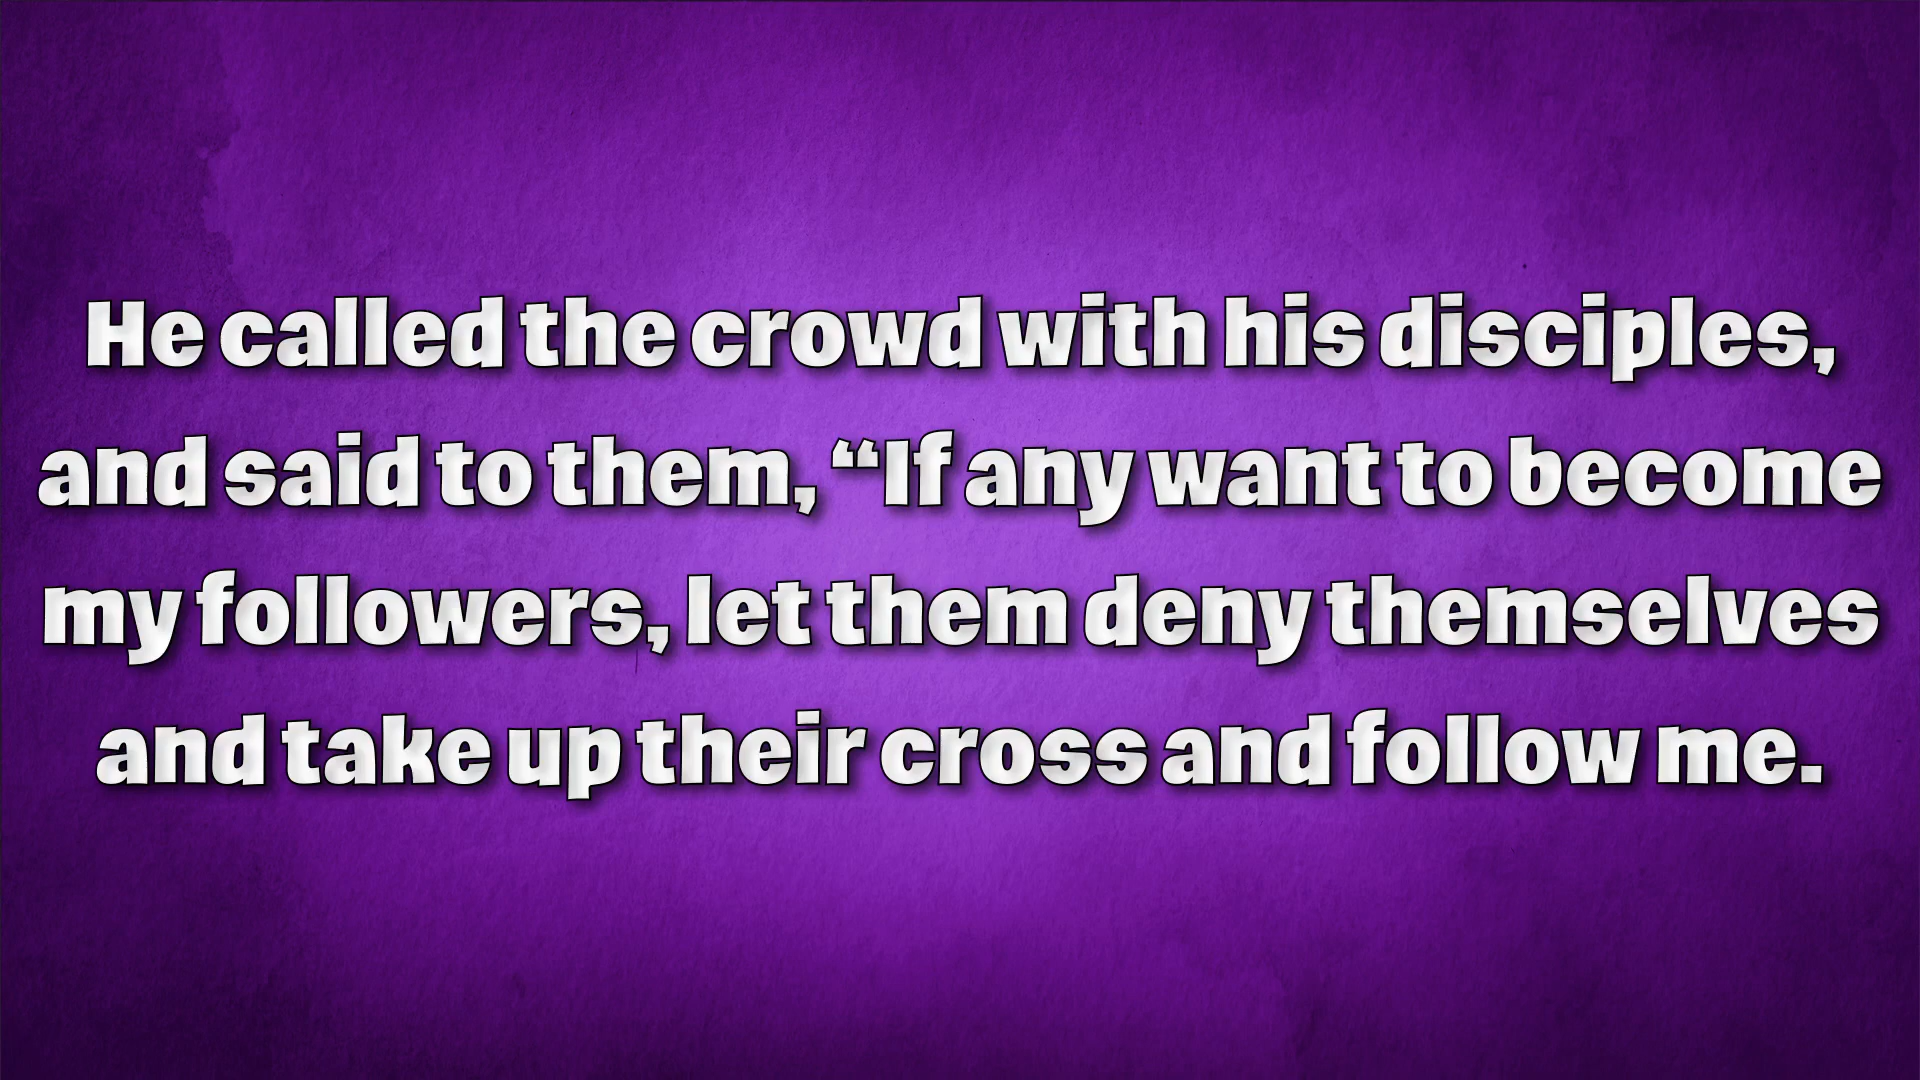 He called the crowd with his disciples,
and said to them, “If any want to become
my followers, let them deny themselves
and take up their cross and follow me.